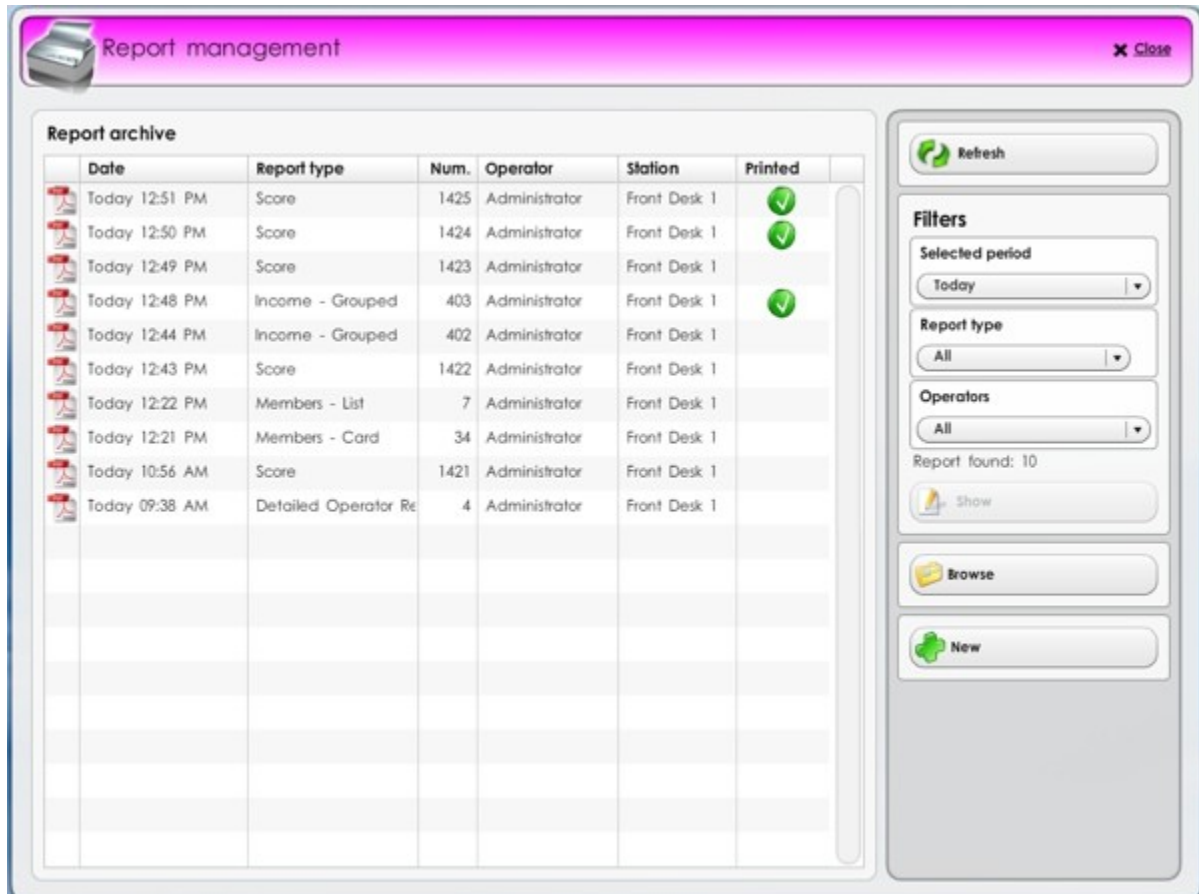 Report management
Close
Report archive
Date Report type Num. Operator Station Printed
Today 12:51 PM Score 1425 Administrator Front Desk 1
Today 12:50 PM Score 1424 Administrator Front Desk 1
Today 12:49 PM Score 1423 Administrator Front Desk 1
Today 12:48 PM Income - Grouped 403 Administrator Front Desk 1
Today 12:44 PM Income - Grouped 402 Administrator Front Desk 1
Today 12:43 PM Score 1422 Administrator Front Desk 1
Today 12:22 PM Members - List 7 Administrator Front Desk 1
Today 12:21 PM Members - Card 34 Administrator Front Desk 1
Today 10:56 AM Score 1421 Administrator Front Desk 1
Today 09:38 AM Detailed Operator Re 4 Administrator Front Desk 1
Refresh
Filters
Selected period
Today
Report type
All
Operators
All
Report found: 10
Show
Browse
New